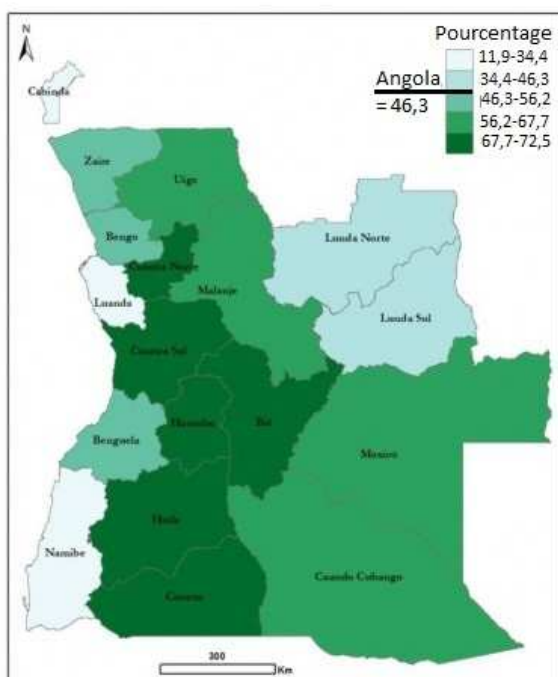 N
Pourcentage
11,9-34,4
34,4-46,3
46,3-56,2
56,2-67,7
67,7-72,5
Angola
= 46,3
Cabinda
Zaire
Uige
Bengo
Cuanza Norte
Lunda Norte
Malanje
Luanda
Lunda Sul
Cuanza Sul
Huambo
Bié
Benguela
Moxico
Huíla
Namibe
Cuando Cubango
Cunene
300
Km